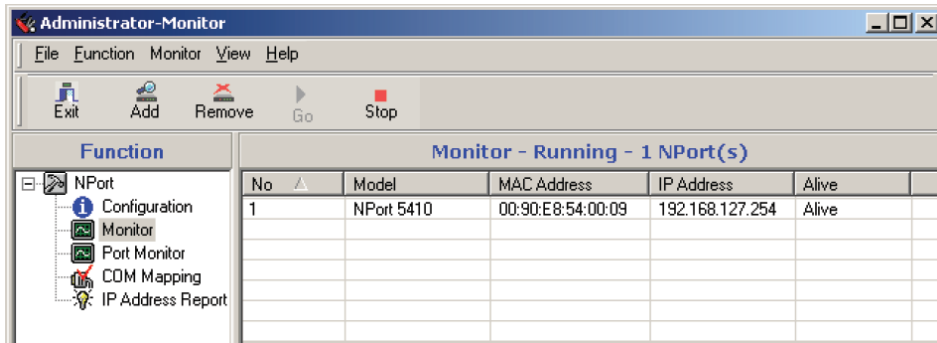 Administrator-Monitor
File Function Monitor View Help
Exit Add Remove Go Stop
Function
Monitor - Running - 1 NPort(s)
NPort
Configuration
Monitor
Port Monitor
COM Mapping
IP Address Report
No Model MAC Address IP Address Alive
1 NPort 5410 00:90:E8:54:00:09 192.168.127.254 Alive